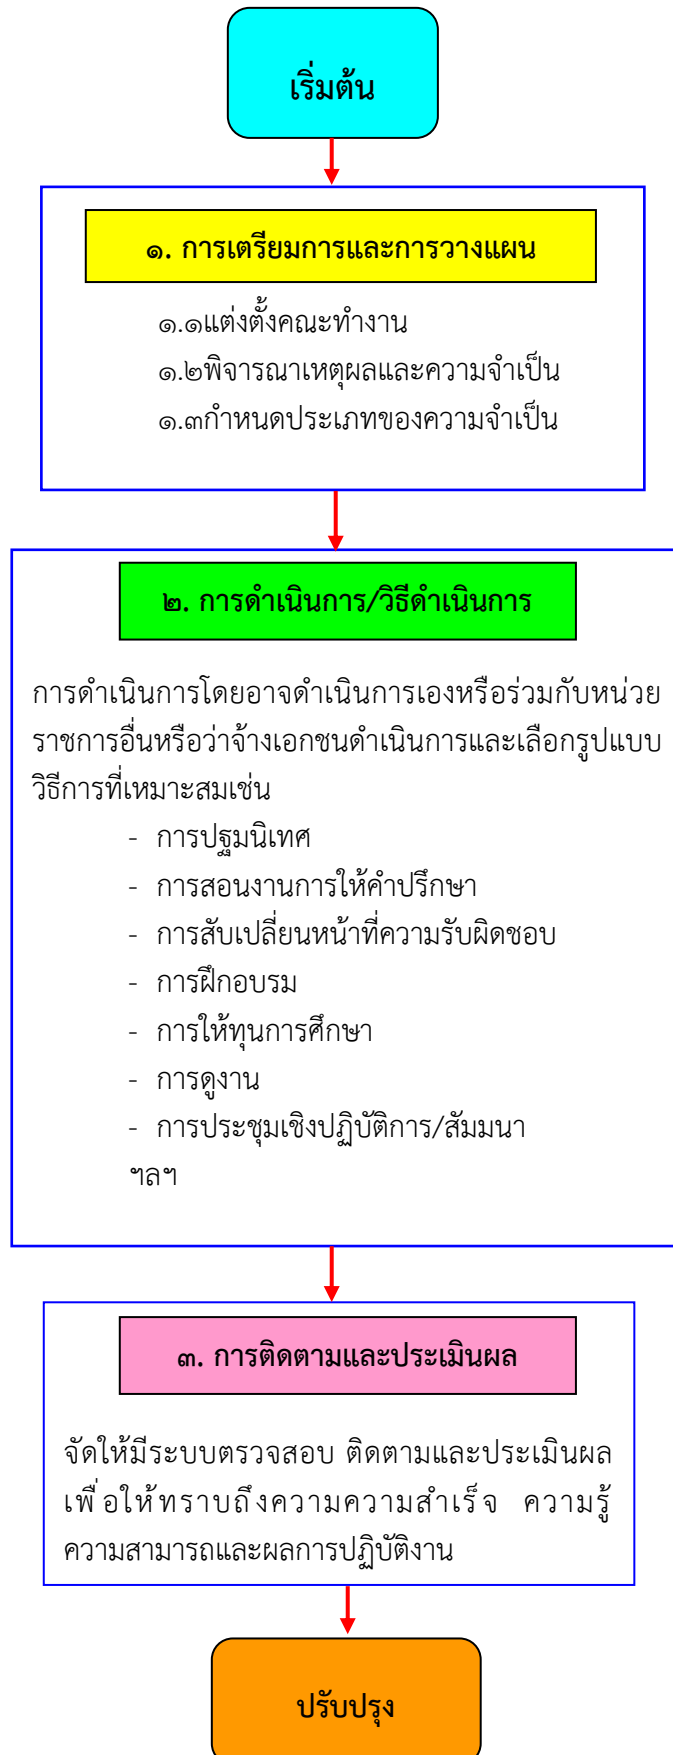 เริ่มต้น
๑. การเตรียมการและการวางแผน
๑.๑แต่งตั้งคณะทำงาน
๑.๒พิจารณาเหตุผลและความจำเป็น
๑.๓กำหนดประเภทของความจำเป็น
๒. การดำเนินการ/วิธีดำเนินการ
การดำเนินการโดยอาจดำเนินการเองหรือร่วมกับหน่วย
ราชการอื่นหรือว่าจ้างเอกชนดำเนินการและเลือกรูปแบบ
วิธีการที่เหมาะสมเช่น
- การปฐมนิเทศ
- การสอนงานการให้คำปรึกษา
- การสับเปลี่ยนหน้าที่ความรับผิดชอบ
- การฝึกอบรม
- การให้ทุนการศึกษา
- การดูงาน
- การประชุมเชิงปฏิบัติการ/สัมมนา
ฯลฯ
๓. การติดตามและประเมินผล
จัดให้มีระบบตรวจสอบ ติดตามและประเมินผล
เพื่อให้ทราบถึงความความสำเร็จ ความรู้
ความสามารถและผลการปฏิบัติงาน
ปรับปรุง